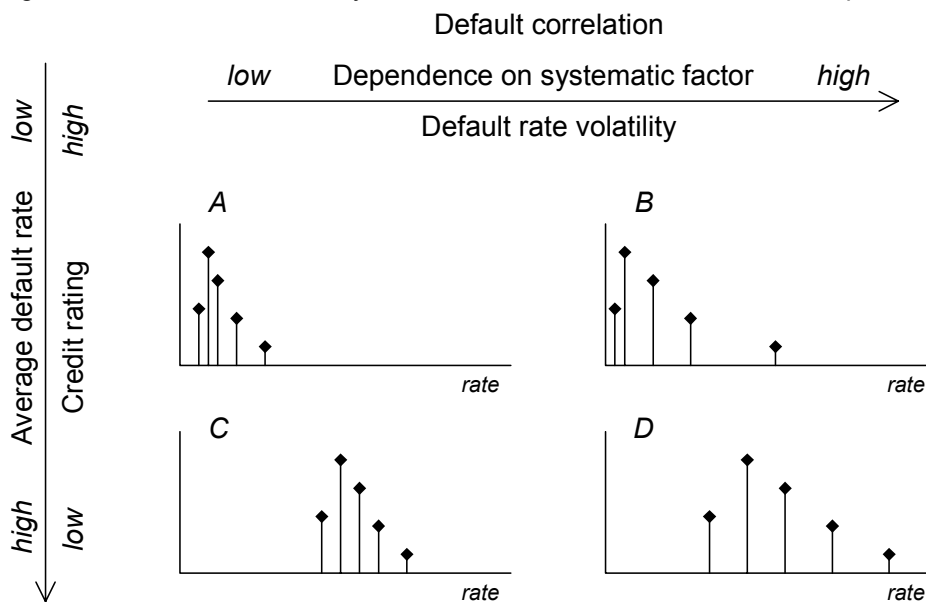 Default correlation
low Dependence on systematic factor high
Default rate volatility
low high
Average default rate
Credit rating
high low
A
B
rate
rate
C
D
rate
rate